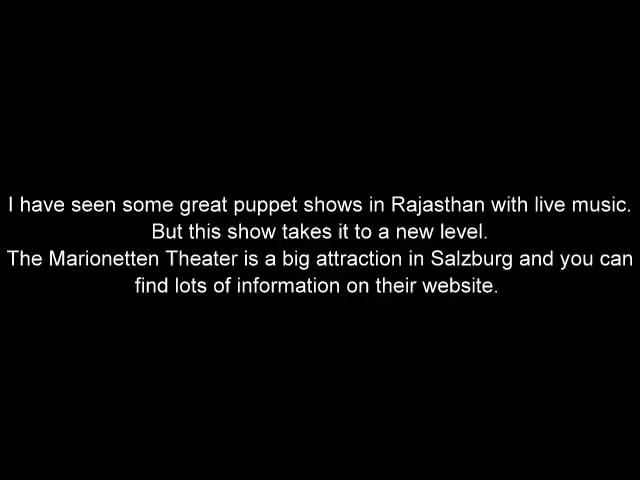 I have seen some great puppet shows in Rajasthan with live music.
But this show takes it to a new level.
The Marionetten Theater is a big attraction in Salzburg and you can
find lots of information on their website.